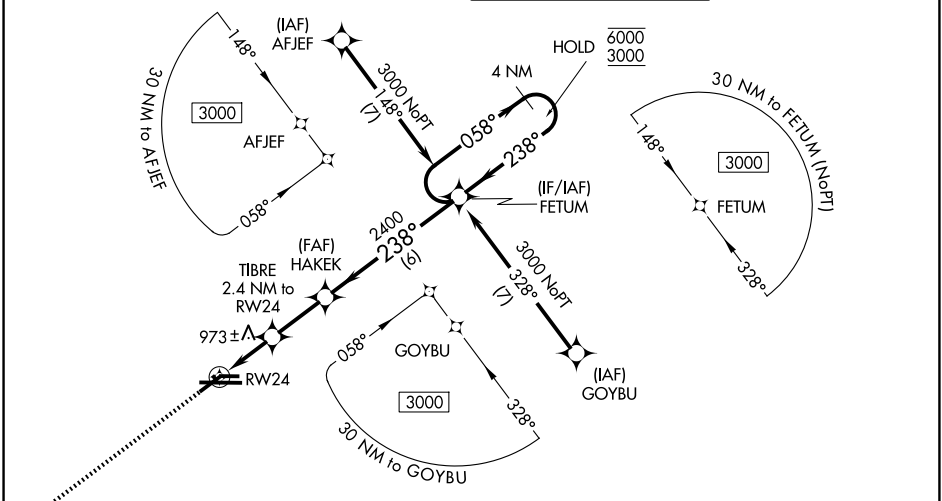 (IAF)
AFJEF
3000 NoPT
148°
(7)
HOLD
6000
3000
4 NM
058°
238°
30 NM to AFJEF
148°
3000
AFJEF
058°
30 NM to FETUM (NoPT)
148°
3000
FETUM
328°
(IF/IAF)
FETUM
2400
238°
(6)
(FAF)
HAKEK
TIBRE
2.4 NM to
RW24
973±
RW24
3000 NoPT
328°
(7)
(IAF)
GOYBU
058°
GOYBU
3000
328°
30 NM to GOYBU